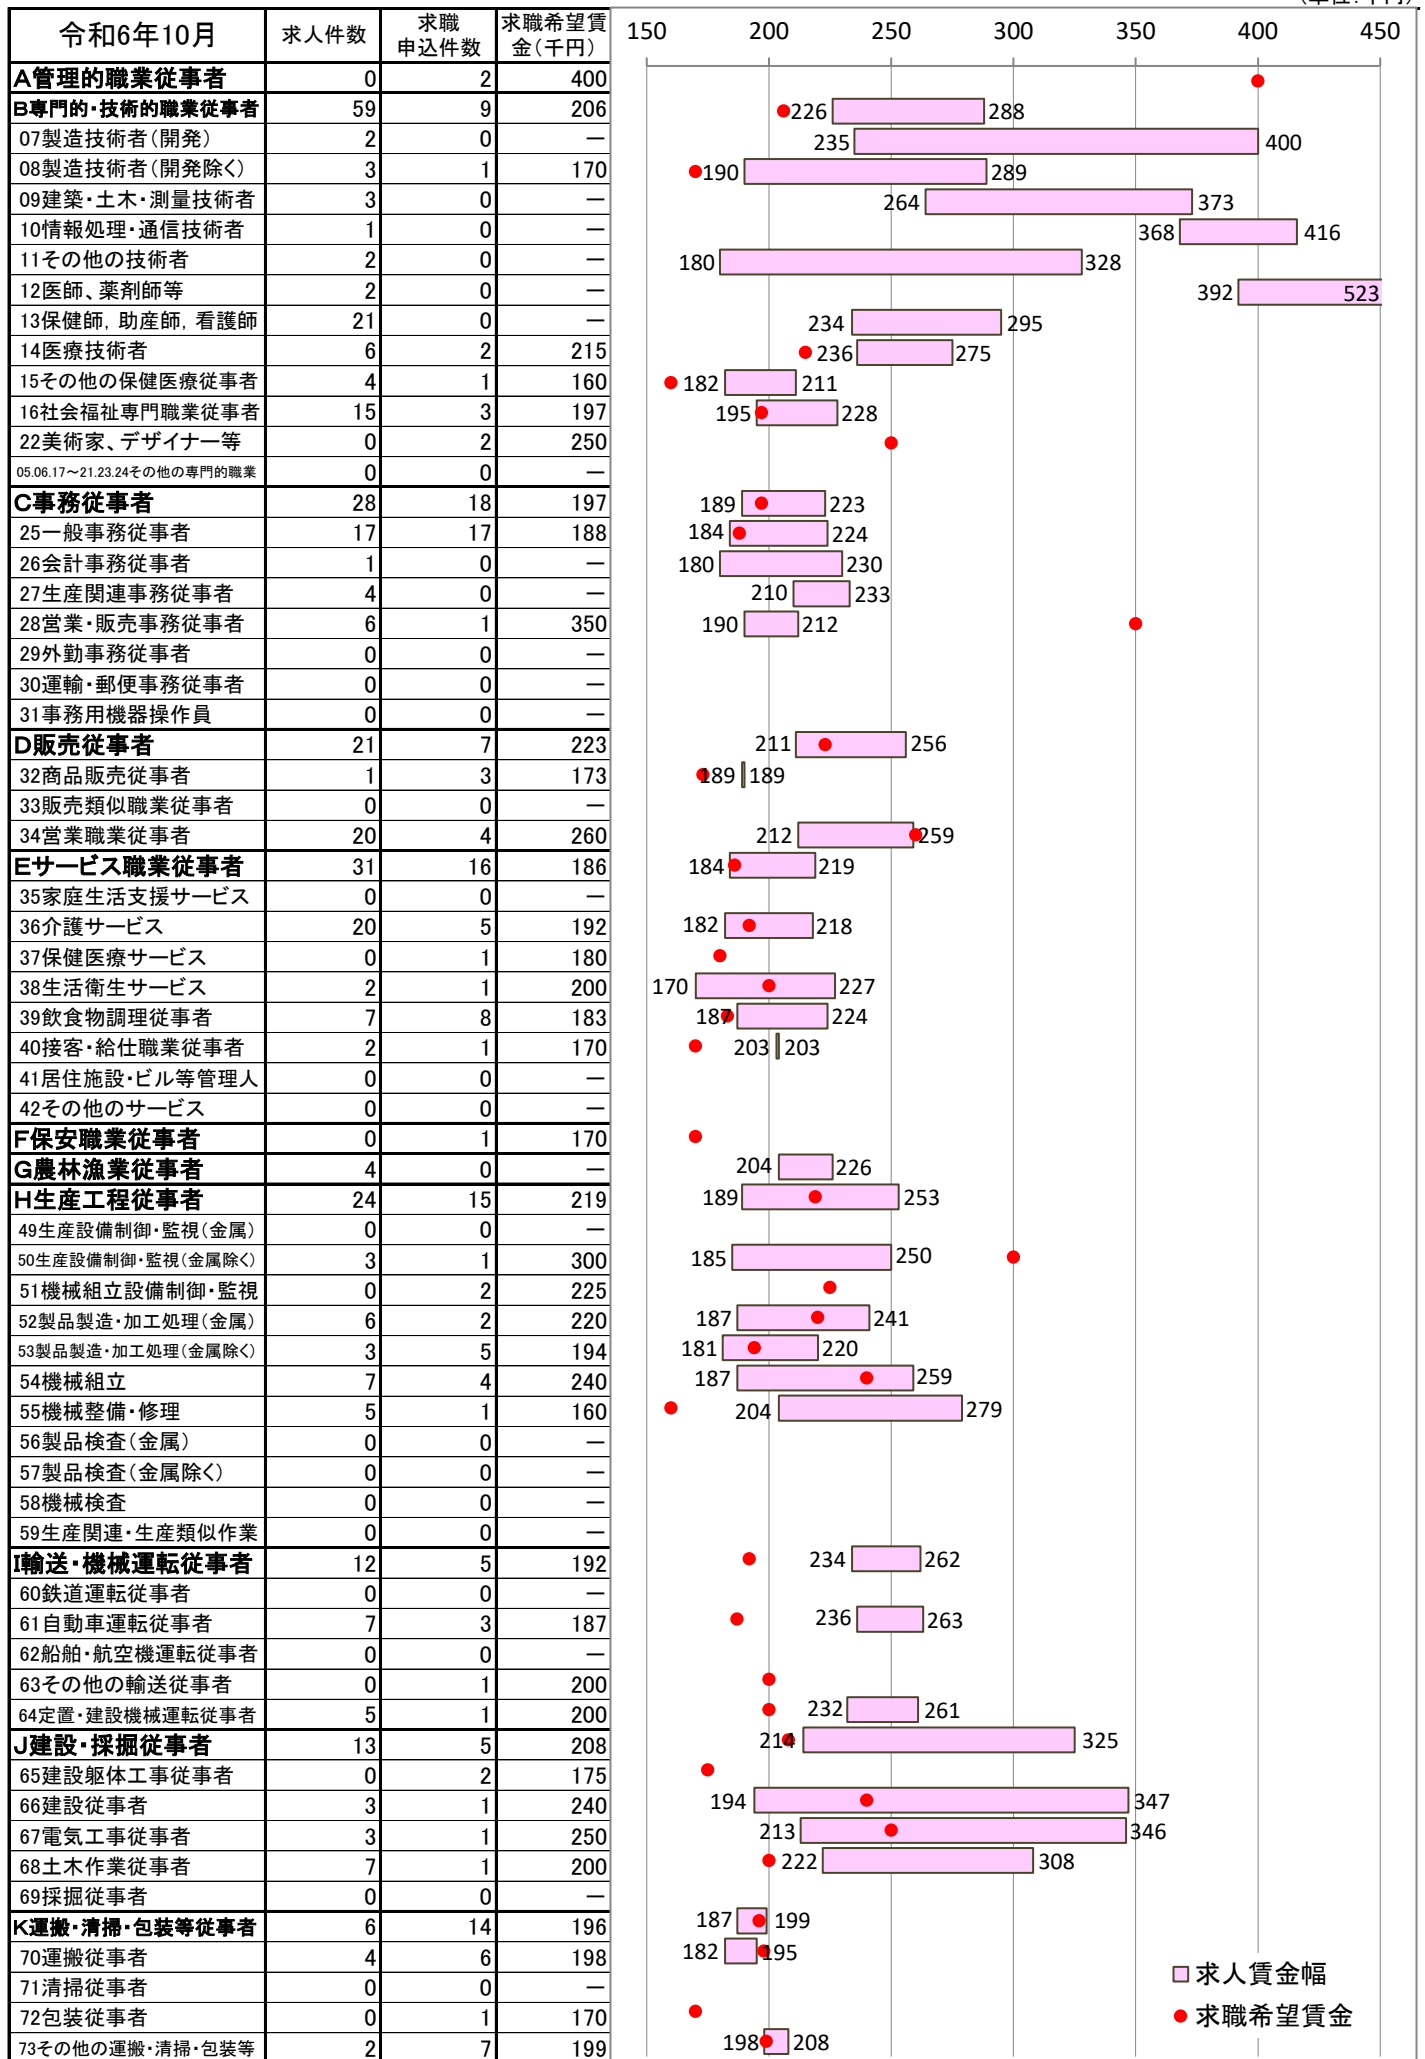 (単位:千円)
令和6年10月 求人件数 求職申込件数 求職希望賃金(千円) 150 200 250 300 350 400 450
A管理的職業従事者 0 2 400
B専門的・技術的職業従事者 59 9 206 226 288
07製造技術者(開発) 2 0 ― 235 400
08製造技術者(開発除く) 3 1 170 190 289
09建築・土木・測量技術者 3 0 ― 264 373
10情報処理・通信技術者 1 0 ― 368 416
11その他の技術者 2 0 ― 180 328
12医師、薬剤師等 2 0 ― 392 523
13保健師, 助産師, 看護師 21 0 ― 234 295
14医療技術者 6 2 215 236 275
15その他の保健医療従事者 4 1 160 182 211
16社会福祉専門職業従事者 15 3 197 195 228
22美術家、デザイナー等 0 2 250
05.06.17～21.23.24その他の専門的職業 0 0 ―
C事務従事者 28 18 197 189 223
25一般事務従事者 17 17 188 184 224
26会計事務従事者 1 0 ― 180 230
27生産関連事務従事者 4 0 ― 210 233
28営業・販売事務従事者 6 1 350 190 212
29外勤事務従事者 0 0 ―
30運輸・郵便事務従事者 0 0 ―
31事務用機器操作員 0 0 ―
D販売従事者 21 7 223 211 256
32商品販売従事者 1 3 173 189 189
33販売類似職業従事者 0 0 ―
34営業職業従事者 20 4 260 212 259
Eサービス職業従事者 31 16 186 184 219
35家庭生活支援サービス 0 0 ―
36介護サービス 20 5 192 182 218
37保健医療サービス 0 1 180
38生活衛生サービス 2 1 200 170 227
39飲食物調理従事者 7 8 183 187 224
40接客・給仕職業従事者 2 1 170 203 203
41居住施設・ビル等管理人 0 0 ―
42その他のサービス 0 0 ―
F保安職業従事者 0 1 170
G農林漁業従事者 4 0 ― 204 226
H生産工程従事者 24 15 219 189 253
49生産設備制御・監視(金属) 0 0 ―
50生産設備制御・監視(金属除く) 3 1 300 185 250
51機械組立設備制御・監視 0 2 225
52製品製造・加工処理(金属) 6 2 220 187 241
53製品製造・加工処理(金属除く) 3 5 194 181 220
54機械組立 7 4 240 187 259
55機械整備・修理 5 1 160 204 279
56製品検査(金属) 0 0 ―
57製品検査(金属除く) 0 0 ―
58機械検査 0 0 ―
59生産関連・生産類似作業 0 0 ―
I輸送・機械運転従事者 12 5 192 234 262
60鉄道運転従事者 0 0 ―
61自動車運転従事者 7 3 187 236 263
62船舶・航空機運転従事者 0 0 ―
63その他の輸送従事者 0 1 200
64定置・建設機械運転従事者 5 1 200 232 261
J建設・採掘従事者 13 5 208 214 325
65建設躯体工事従事者 0 2 175
66建設従事者 3 1 240 194 347
67電気工事従事者 3 1 250 213 346
68土木作業従事者 7 1 200 222 308
69採掘従事者 0 0 ―
K運搬・清掃・包装等従事者 6 14 196 187 199
70運搬従事者 4 6 198 182 195
71清掃従事者 0 0 ―
72包装従事者 0 1 170
73その他の運搬・清掃・包装等 2 7 199 198 208
求人賃金幅
求職希望賃金